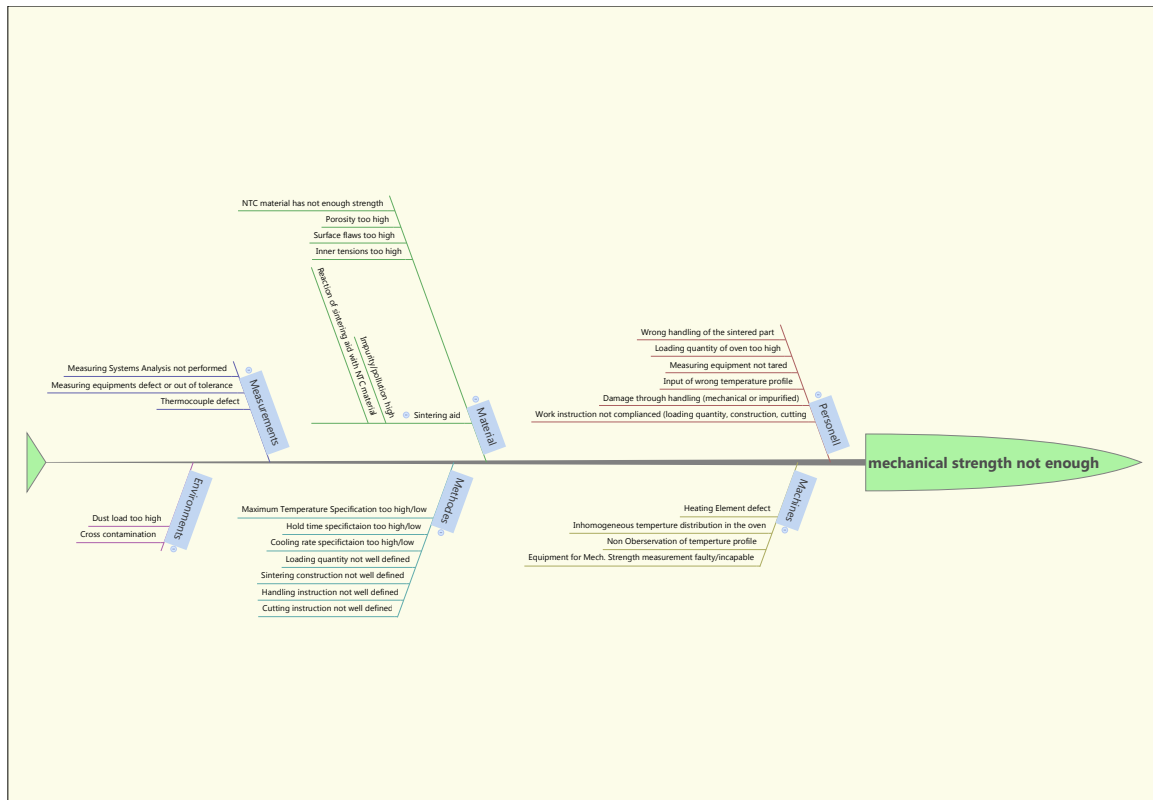 NTC material has not enough strength
Porosity too high
Surface flaws too high
Inner tensions too high
Reaction of sintering aid with NTC material
Impurity/pollution high
Sintering aid
Material
Wrong handling of the sintered part
Loading quantity of oven too high
Measuring equipment not tared
Input of wrong temperature profile
Damage through handling (mechanical or impurified)
Work instruction not complianced (loading quantity, construction, cutting
Personell
Measuring Systems Analysis not performed
Measuring equipments defect or out of tolerance
Thermocouple defect
Measurements
mechanical strength not enough
Environments
Dust load too high
Cross contamination
Methodes
Maximum Temperature Specification too high/low
Hold time specifictaion too high/low
Cooling rate specifictaion too high/low
Loading quantity not well defined
Sintering construction not well defined
Handling instruction not well defined
Cutting instruction not well defined
Machines
Heating Element defect
Inhomogeneous temperture distribution in the oven
Non Oberservation of temperture profile
Equipment for Mech. Strength measurement faulty/incapable